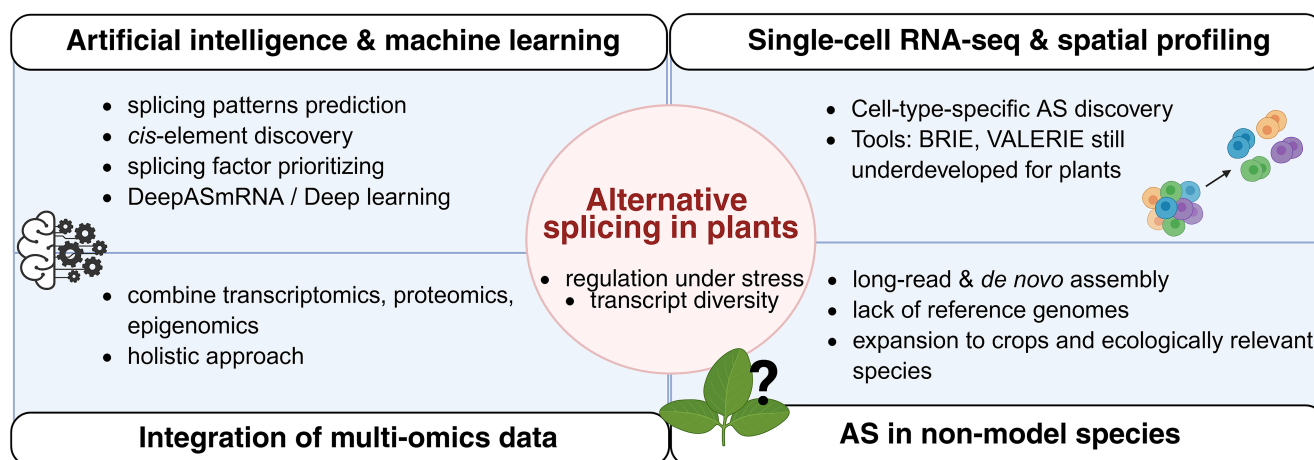 Artificial intelligence & machine learning
• splicing patterns prediction
• cis-element discovery
• splicing factor prioritizing
• DeepASmRNA / Deep learning
Single-cell RNA-seq & spatial profiling
• Cell-type-specific AS discovery
• Tools: BRIE, VALERIE still
underdeveloped for plants
Alternative
splicing in plants
• regulation under stress
• transcript diversity
• combine transcriptomics, proteomics,
epigenomics
• holistic approach
Integration of multi-omics data
• long-read & de novo assembly
• lack of reference genomes
• expansion to crops and ecologically relevant
species
?
AS in non-model species